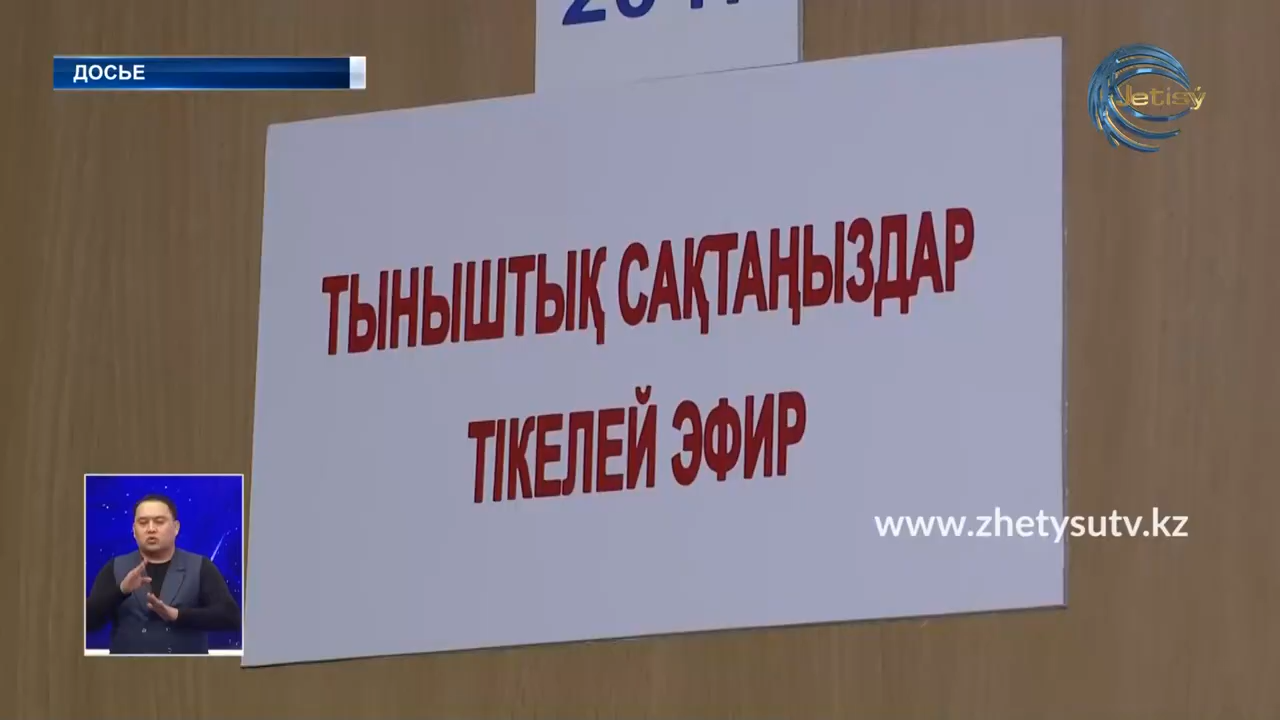 ДОСЬЕ
Jetisý
ТЫНЫШТЫҚ САҚТАҢЫЗДАР
ТІКЕЛЕЙ ЭФИР
www.zhetysutv.kz